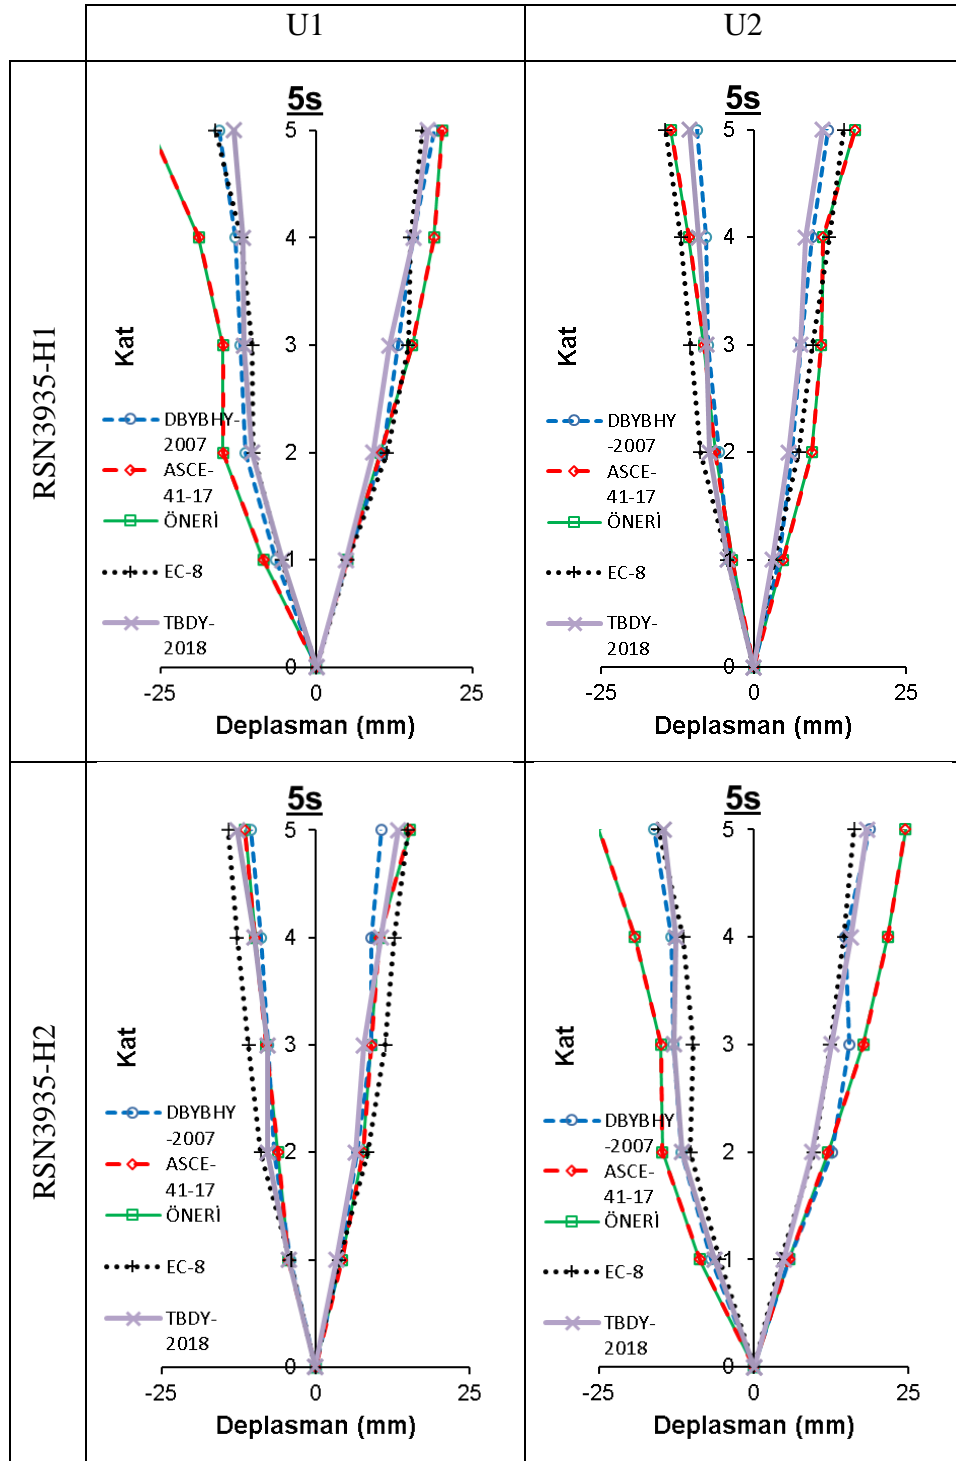 U1
U2
RSN3935-H1
5s
5
4
3
2
1
0
Kat
DBYBHY-
2007
ASCE-
41-17
ÖNERİ
EC-8
TBDY-
2018
-25
0
25
Deplasman (mm)
5s
5
4
3
2
1
0
Kat
DBYBHY
-2007
ASCE-
41-17
ÖNERİ
EC-8
TBDY-
2018
-25
0
25
Deplasman (mm)
RSN3935-H2
5s
5
4
3
2
1
0
Kat
DBYBHY
-2007
ASCE-
41-17
ÖNERİ
EC-8
TBDY-
2018
-25
0
25
Deplasman (mm)
5s
5
4
3
2
1
0
Kat
DBYBHY
-2007
ASCE-
41-17
ÖNERİ
EC-8
TBDY-
2018
-25
0
25
Deplasman (mm)